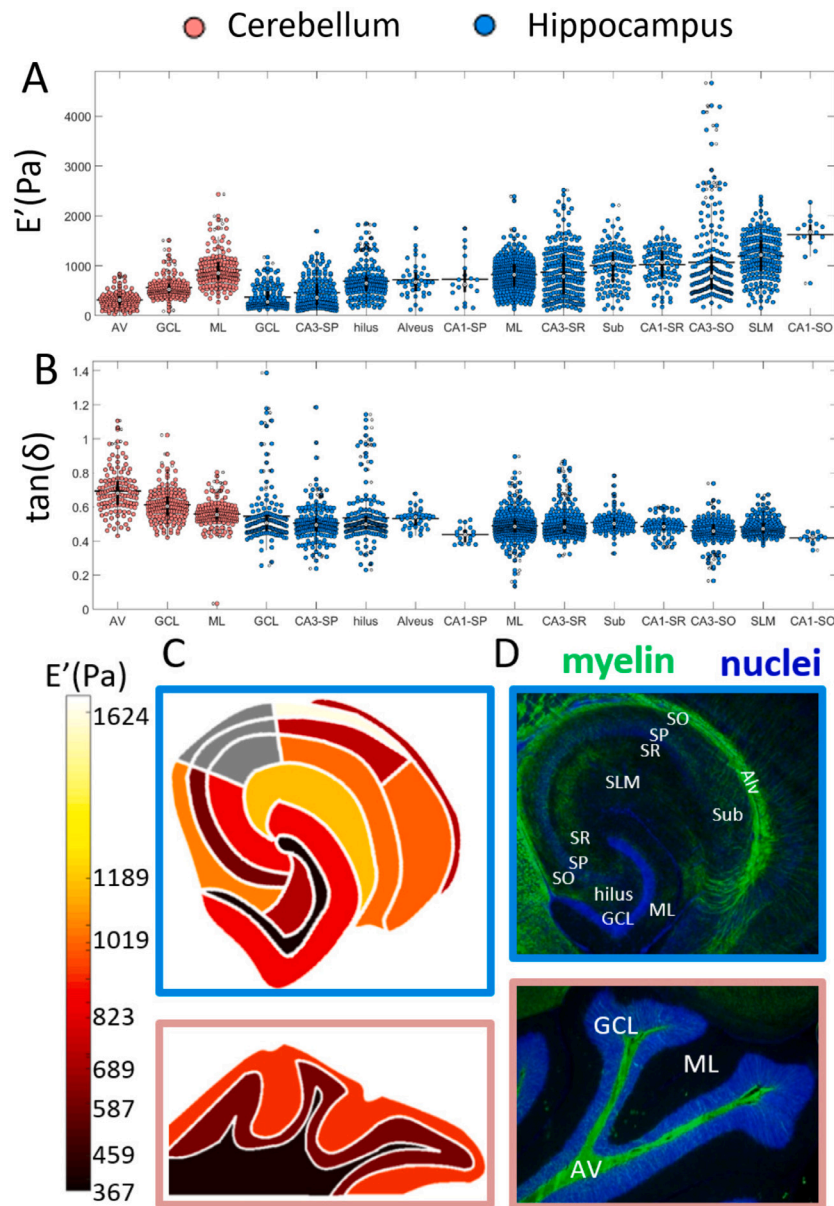 Cerebellum Hippocampus
A
E'(Pa)
4000
3000
2000
1000
0
AV GCL ML GCL CA3-SP hilus Alveus CA1-SP ML CA3-SR Sub CA1-SR CA3-SO SLM CA1-SO
B
tan(δ)
1.4
1.2
1
0.8
0.6
0.4
0.2
0
AV GCL ML GCL CA3-SP hilus Alveus CA1-SP ML CA3-SR Sub CA1-SR CA3-SO SLM CA1-SO
E'(Pa)
1624
1189
1019
823
689
587
459
367
C
D myelin nuclei
SO
SP
SR
SLM
Alv
Sub
SR
SP
SO
hilus
ML
GCL
GCL
ML
AV